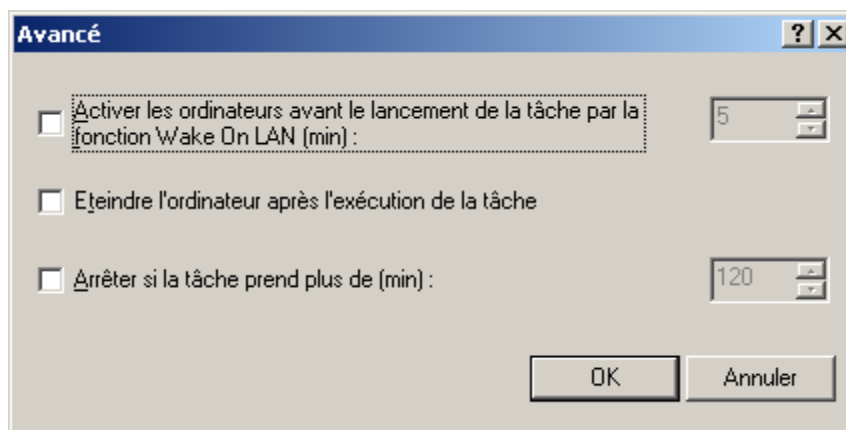 Avancé
Activer les ordinateurs avant le lancement de la tâche par la
fonction Wake On LAN (min) :
5
Eteindre l'ordinateur après l'exécution de la tâche
Arrêter si la tâche prend plus de (min) :
120
OK
Annuler